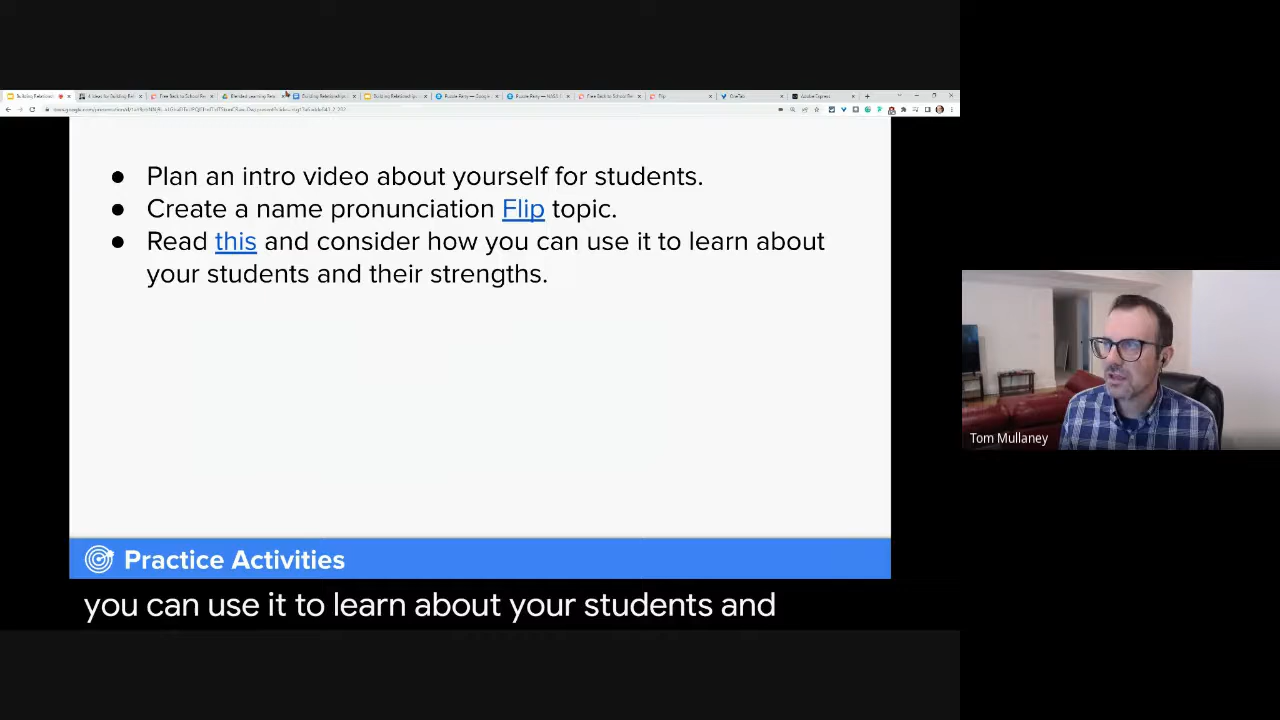 ● Plan an intro video about yourself for students.
● Create a name pronunciation Flip topic.
● Read this and consider how you can use it to learn about
your students and their strengths.
Tom Mullaney
Practice Activities
you can use it to learn about your students and